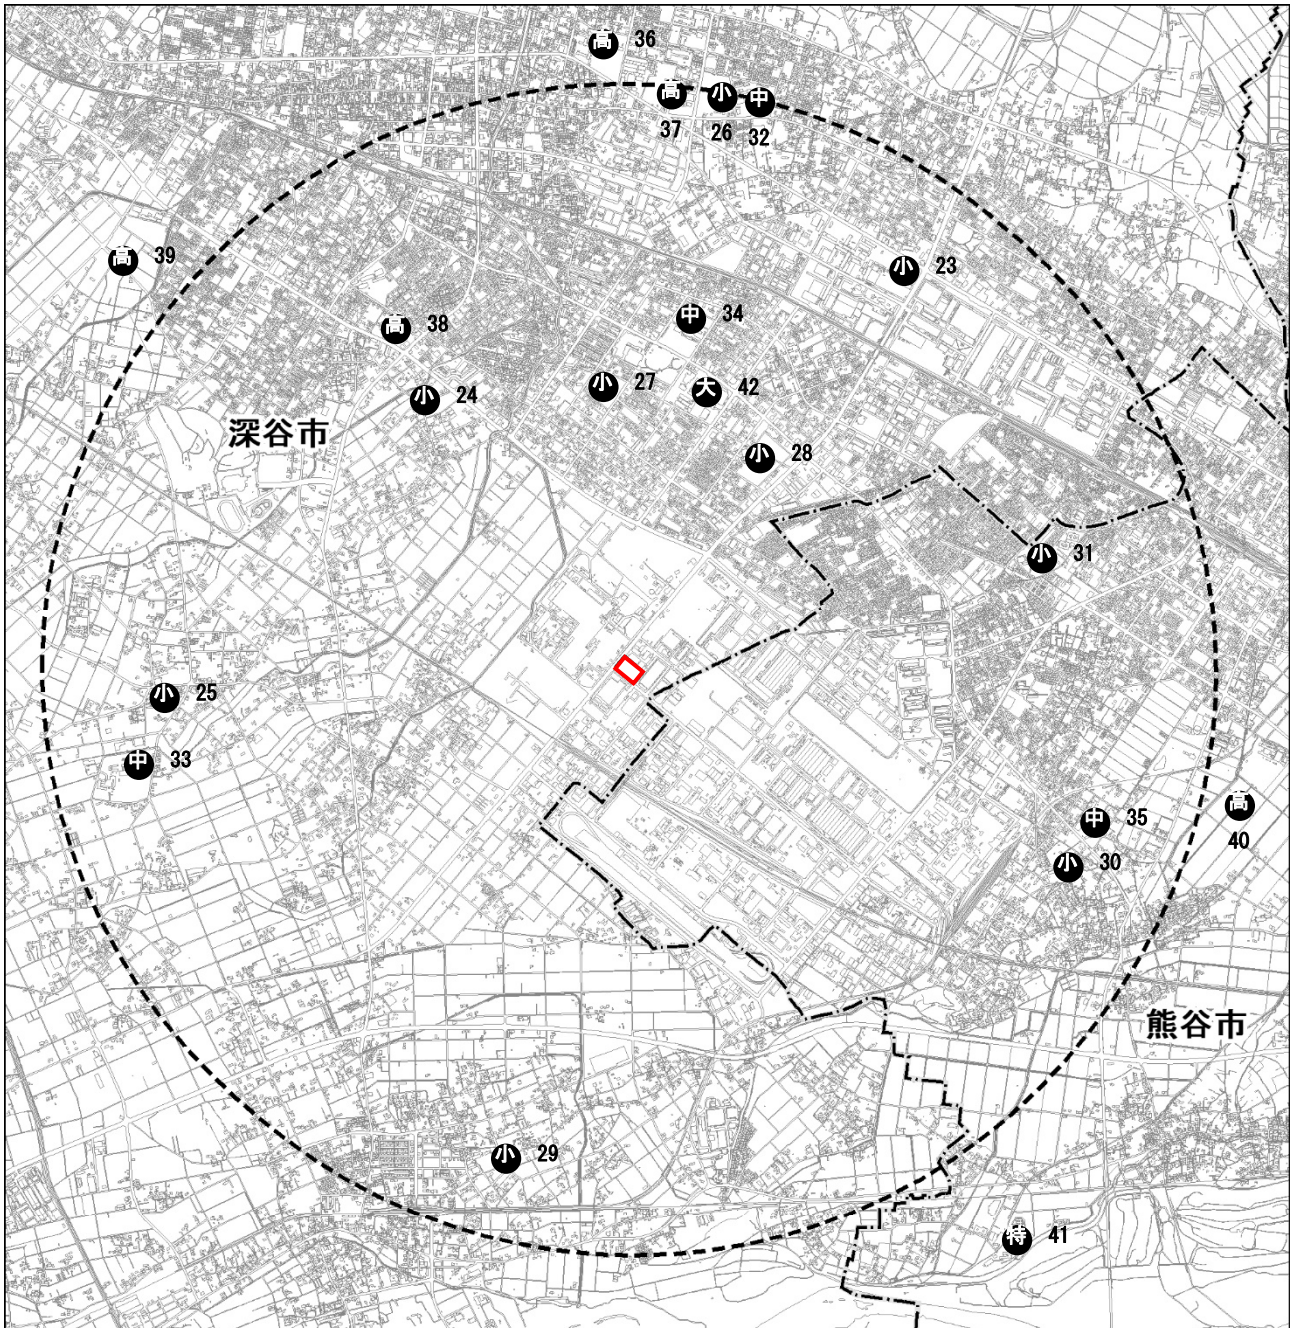 高 36
高 37
小 26
中 32
高 39
小 23
高 38
中 34
小 27
大 42
小 24
深谷市
小 28
小 31
小 25
中 33
高 40
中 35
小 30
熊谷市
小 29
特 41